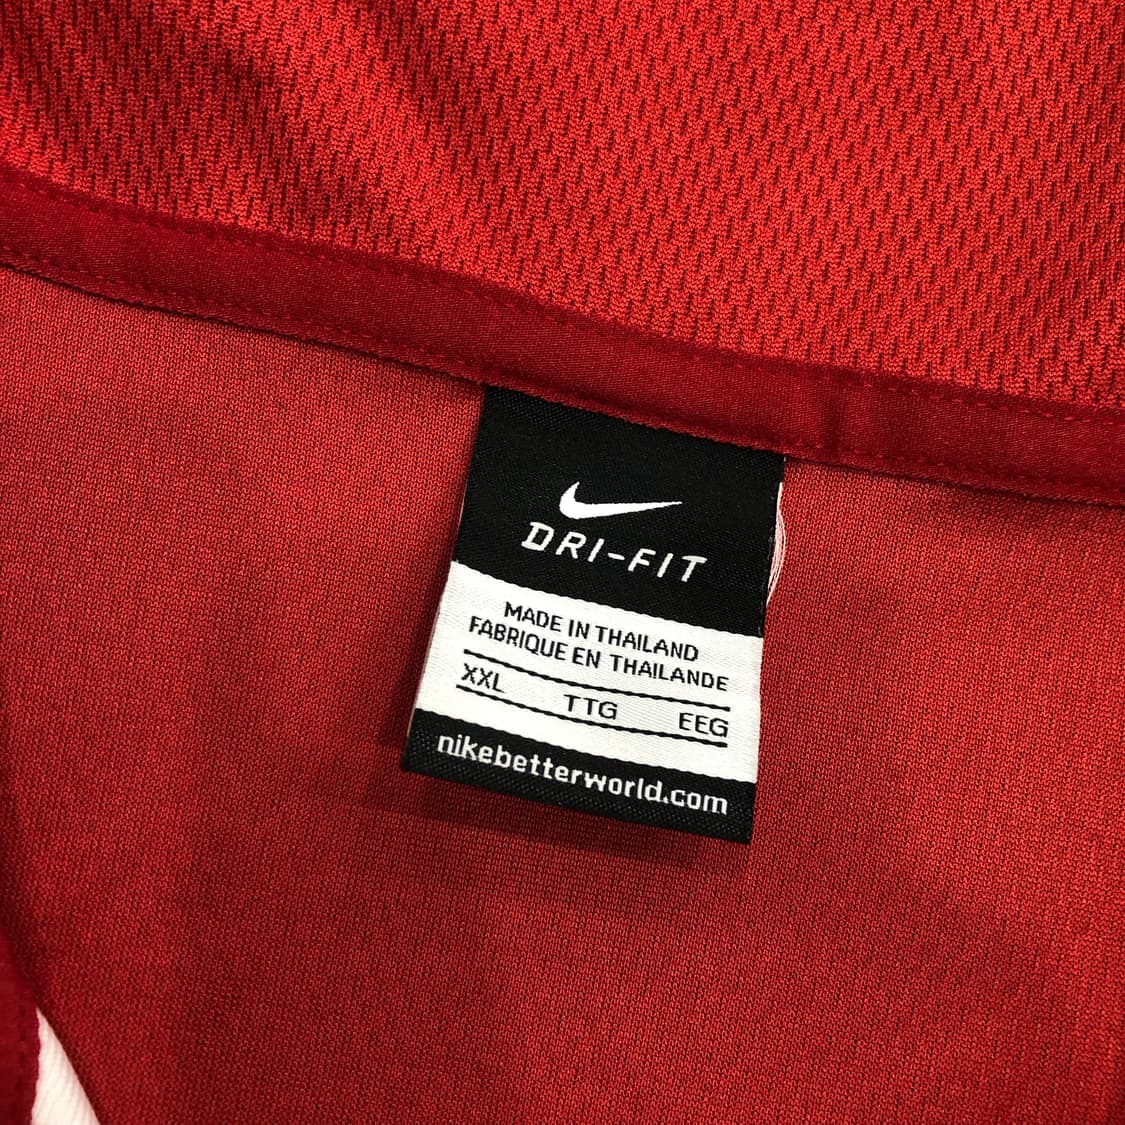 DRI-FIT
MADE IN THAILAND
FABRIQUE EN THAILANDE
XXL TTG EEG
nikebetterworld.com